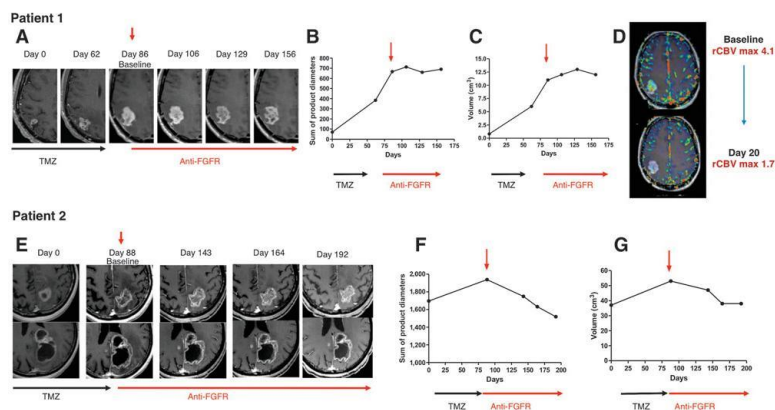 Patient 1
A
Day 0
Day 62
Day 86
Baseline
Day 106
Day 129
Day 156
TMZ
Anti-FGFR
B
Sum of product diameters
800
700
600
500
400
300
200
100
0
0 25 50 75 100 125 150 175
Days
TMZ
Anti-FGFR
C
Volume (cm³)
15.0
12.5
10.0
7.5
5.0
2.5
0.0
0 25 50 75 100 125 150 175
Days
TMZ
Anti-FGFR
D
Baseline
rCBV max 4.1
Day 20
rCBV max 1.7
Patient 2
E
Day 0
Day 88
Baseline
Day 143
Day 164
Day 192
TMZ
Anti-FGFR
F
Sum of product diameters
2,000
1,800
1,600
1,400
1,200
1,000
0 25 50 75 100 125 150 175 200
Days
TMZ
Anti-FGFR
G
Volume (cm³)
60
50
40
30
20
10
0
0 25 50 75 100 125 150 175 200
Days
TMZ
Anti-FGFR